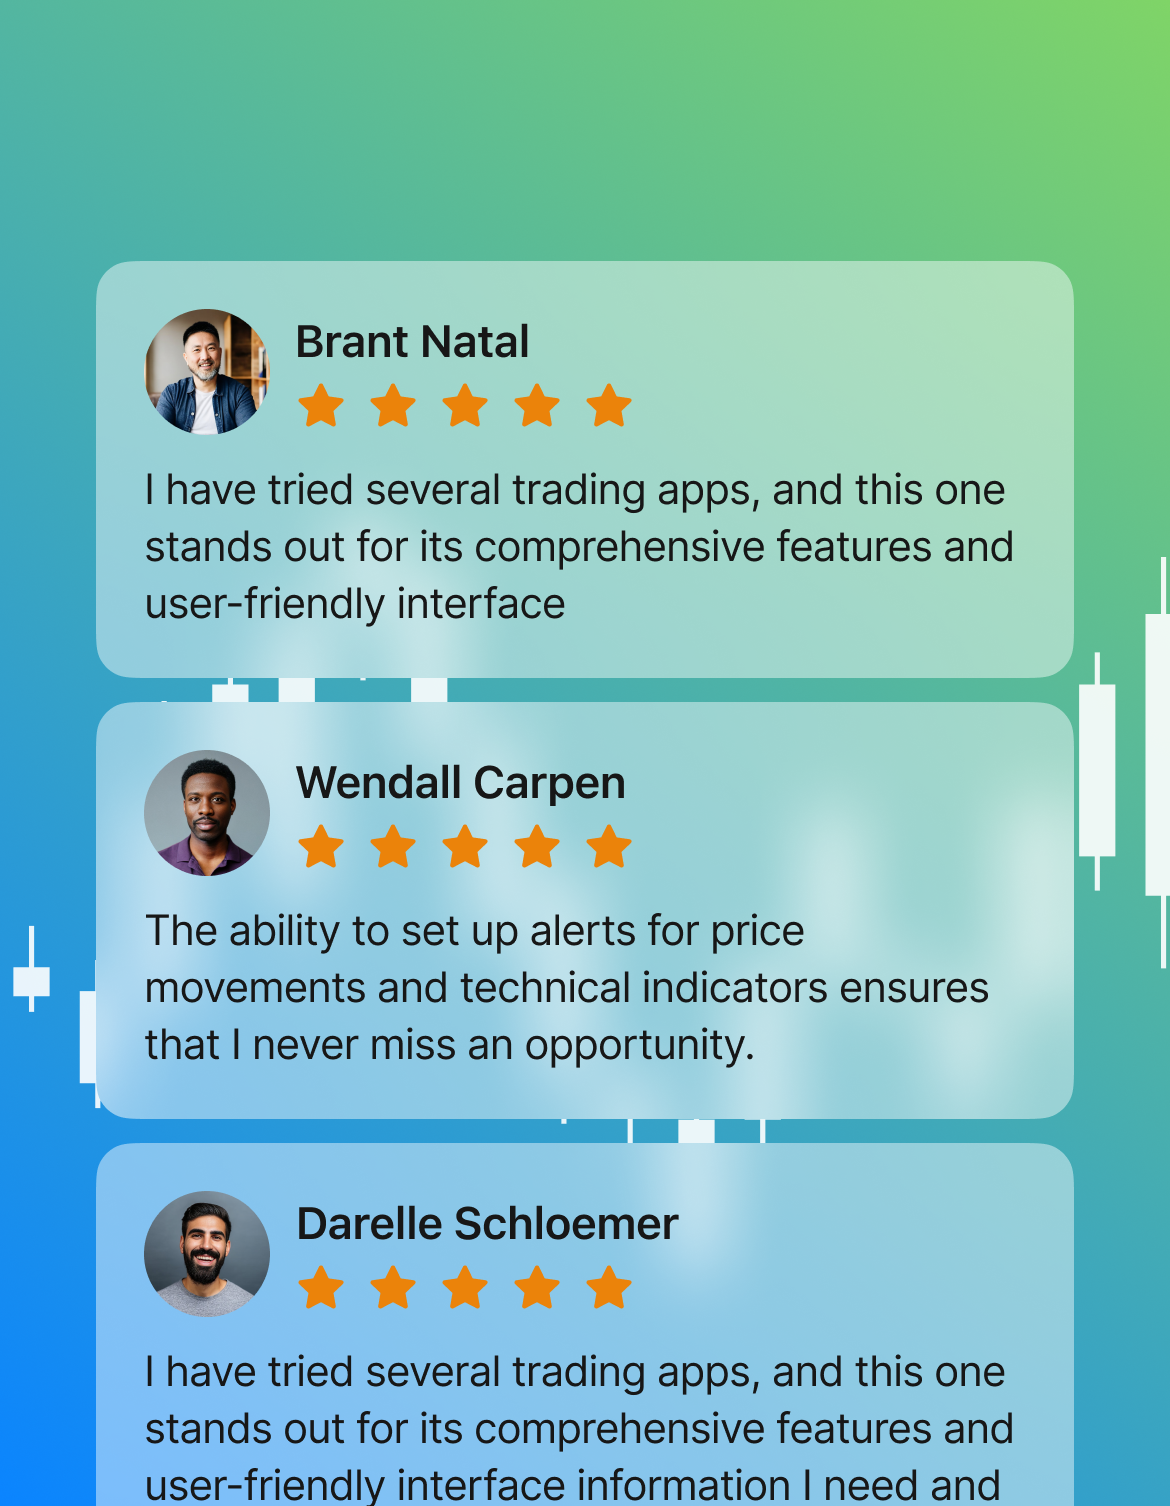 Brant Natal
I have tried several trading apps, and this one
stands out for its comprehensive features and
user-friendly interface
Wendall Carpen
The ability to set up alerts for price
movements and technical indicators ensures
that I never miss an opportunity.
Darelle Schloemer
I have tried several trading apps, and this one
stands out for its comprehensive features and
user-friendly interface information I need and